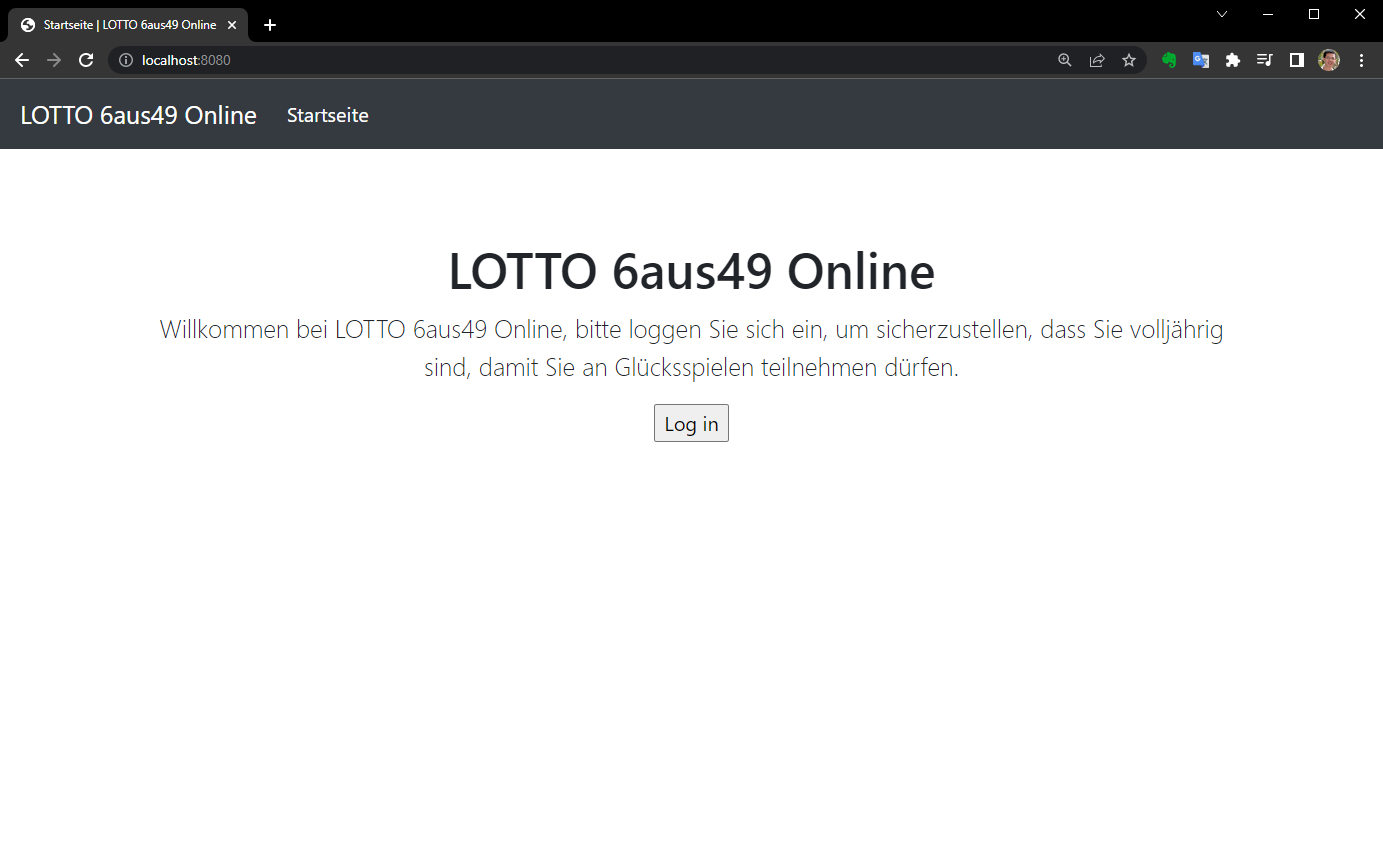 Startseite | LOTTO 6aus49 Online
localhost:8080
LOTTO 6aus49 Online Startseite
LOTTO 6aus49 Online
Willkommen bei LOTTO 6aus49 Online, bitte loggen Sie sich ein, um sicherzustellen, dass Sie volljährig
sind, damit Sie an Glücksspielen teilnehmen dürfen.
Log in